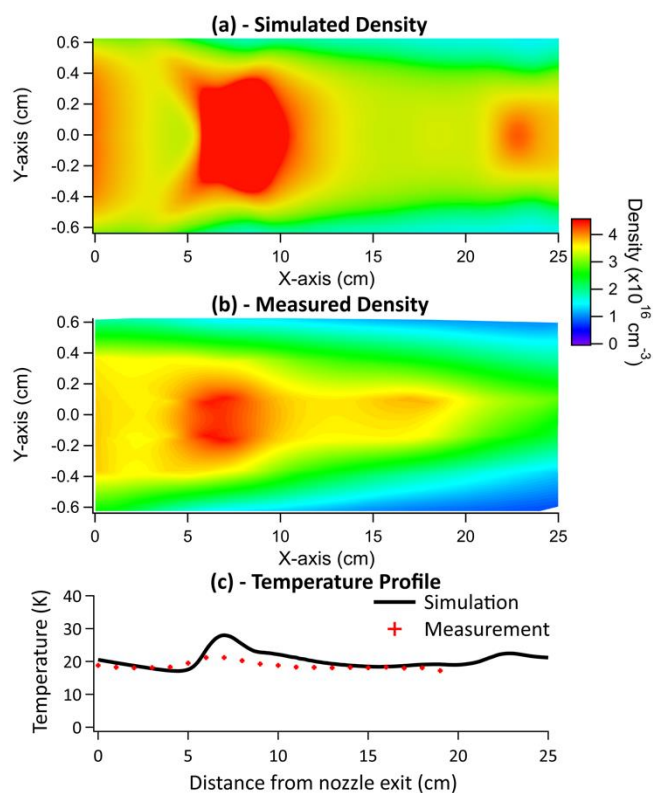 (a) - Simulated Density
0.6
0.4
0.2
0.0
-0.2
-0.4
-0.6
Y-axis (cm)
0 5 10 15 20 25
X-axis (cm)
Density (x10^16 cm^-3)
4
3
2
1
0
(b) - Measured Density
0.6
0.4
0.2
0.0
-0.2
-0.4
-0.6
Y-axis (cm)
0 5 10 15 20 25
X-axis (cm)
(c) - Temperature Profile
40
30
20
10
0
Temperature (K)
Simulation
Measurement
0 5 10 15 20 25
Distance from nozzle exit (cm)